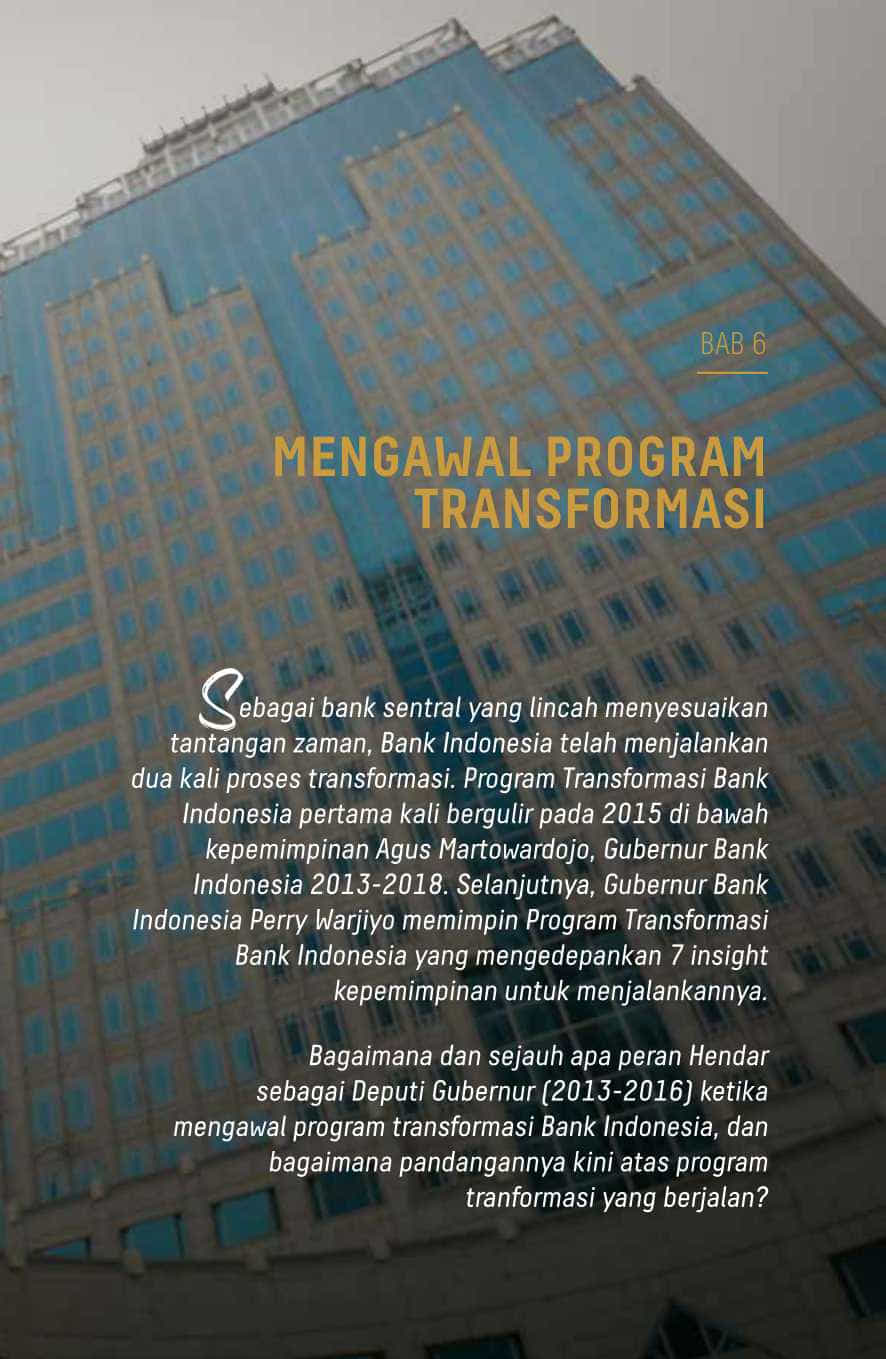 BAB 6
MENGAWAL PROGRAM
TRANSFORMASI
Sebagai bank sentral yang lincah menyesuaikan
tantangan zaman, Bank Indonesia telah menjalankan
dua kali proses transformasi. Program Transformasi Bank
Indonesia pertama kali bergulir pada 2015 di bawah
kepemimpinan Agus Martowardojo, Gubernur Bank
Indonesia 2013-2018. Selanjutnya, Gubernur Bank
Indonesia Perry Warjiyo memimpin Program Transformasi
Bank Indonesia yang mengedepankan 7 insight
kepemimpinan untuk menjalankannya.
Bagaimana dan sejauh apa peran Hendar
sebagai Deputi Gubernur (2013-2016) ketika
mengawal program transformasi Bank Indonesia, dan
bagaimana pandangannya kini atas program
tranformasi yang berjalan?